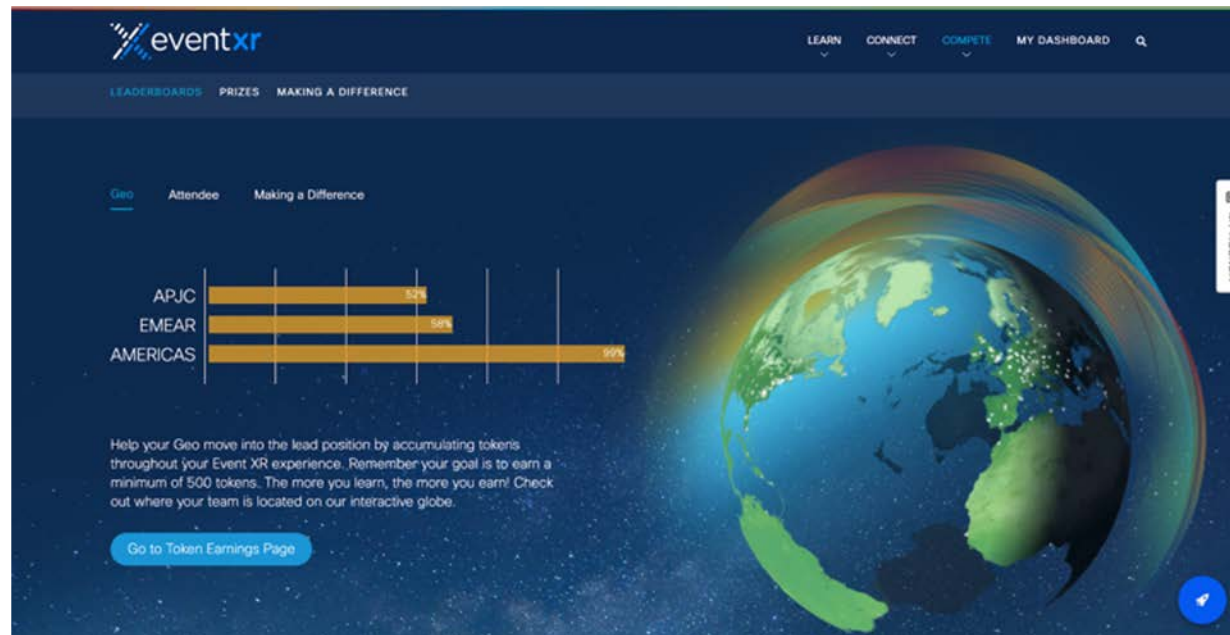 eventxr
LEARN CONNECT COMPETE MY DASHBOARD
LEADERBOARDS PRIZES MAKING A DIFFERENCE
Geo Attendee Making a Difference
APJC 52%
EMEAR 58%
AMERICAS 99%
Help your Geo move into the lead position by accumulating tokens
throughout your Event XR experience. Remember your goal is to earn a
minimum of 500 tokens. The more you learn, the more you earn! Check
out where your team is located on our interactive globe.
Go to Token Earnings Page